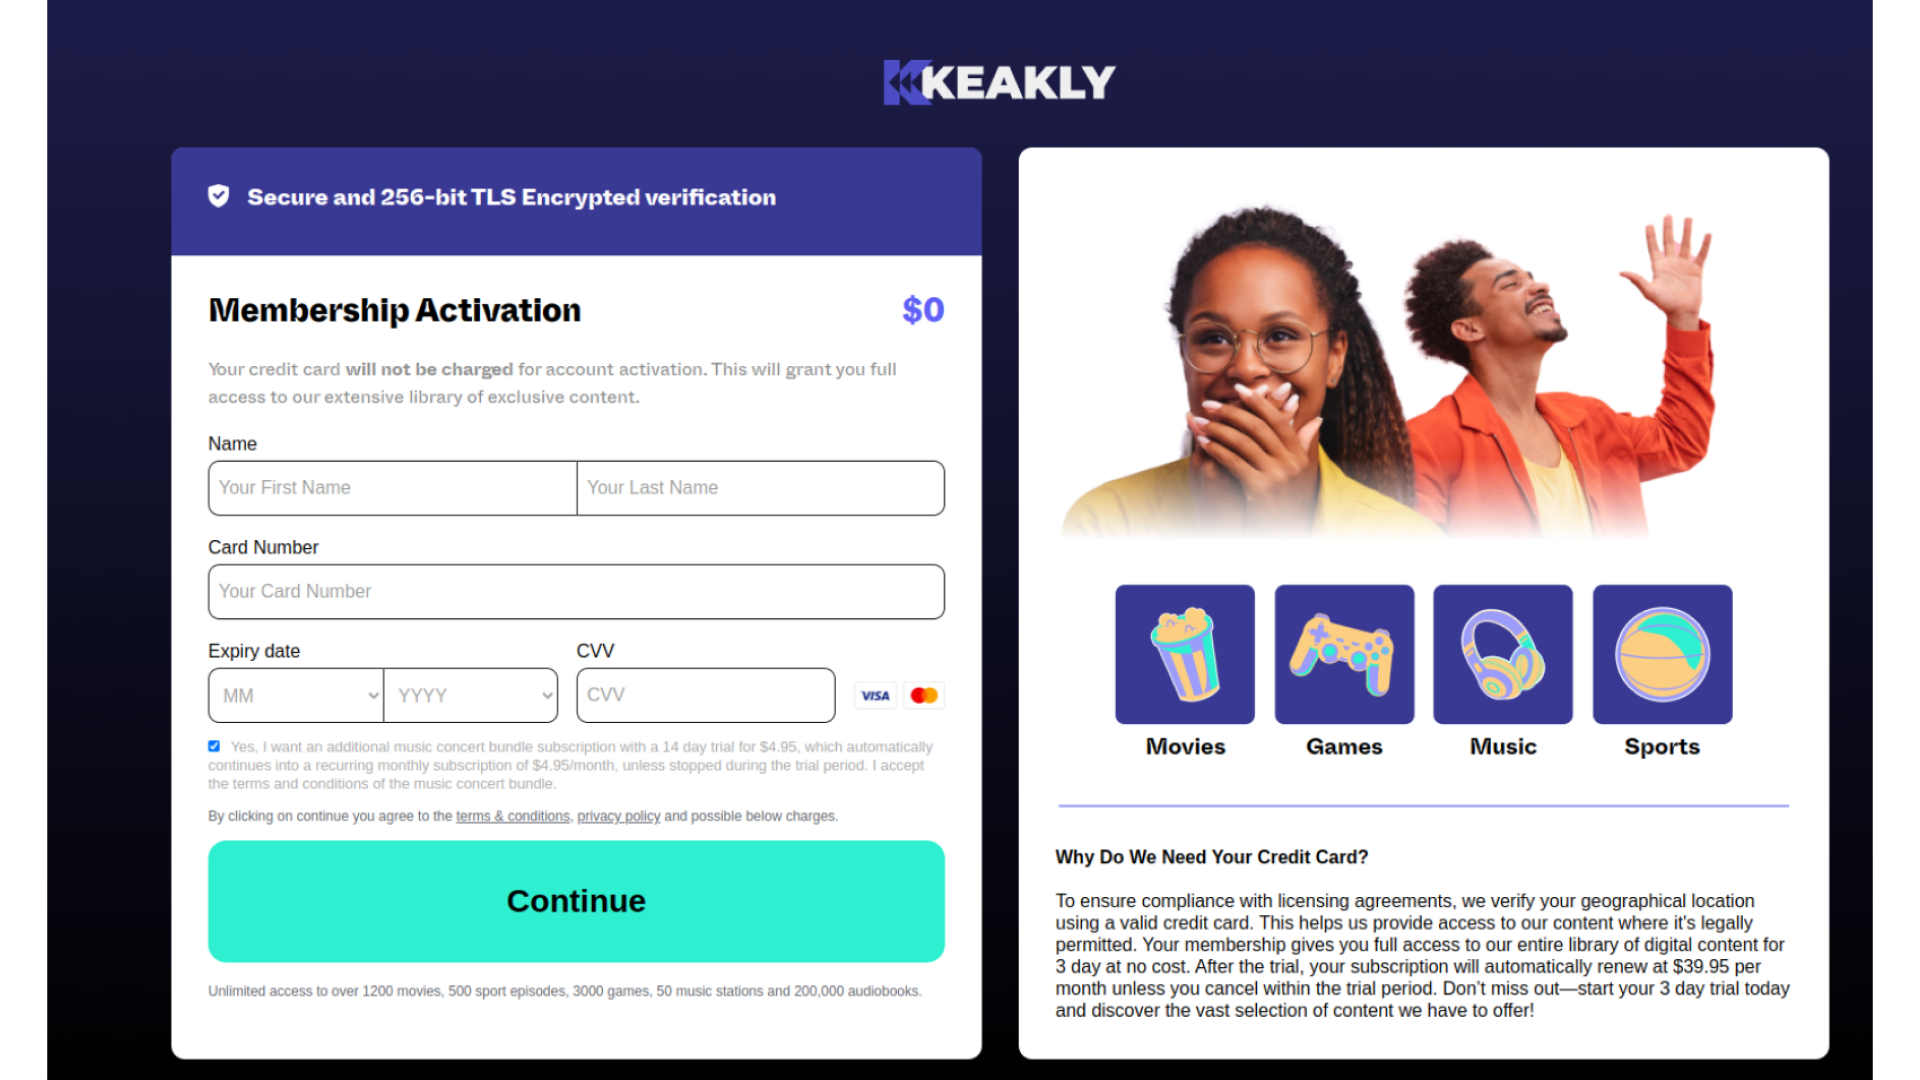 KEAKLY
Secure and 256-bit TLS Encrypted verification
Membership Activation
$0
Your credit card will not be charged for account activation. This will grant you full
access to our extensive library of exclusive content.
Name
Your First Name
Your Last Name
Card Number
Your Card Number
Expiry date
CVV
MM
YYYY
CVV
VISA
Yes, I want an additional music concert bundle subscription with a 14 day trial for $4.95, which automatically
continues into a recurring monthly subscription of $4.95/month, unless stopped during the trial period. I accept
the terms and conditions of the music concert bundle.
By clicking on continue you agree to the terms & conditions, privacy policy and possible below charges.
Continue
Unlimited access to over 1200 movies, 500 sport episodes, 3000 games, 50 music stations and 200,000 audiobooks.
Movies
Games
Music
Sports
Why Do We Need Your Credit Card?
To ensure compliance with licensing agreements, we verify your geographical location
using a valid credit card. This helps us provide access to our content where it's legally
permitted. Your membership gives you full access to our entire library of digital content for
3 day at no cost. After the trial, your subscription will automatically renew at $39.95 per
month unless you cancel within the trial period. Don't miss out—start your 3 day trial today
and discover the vast selection of content we have to offer!